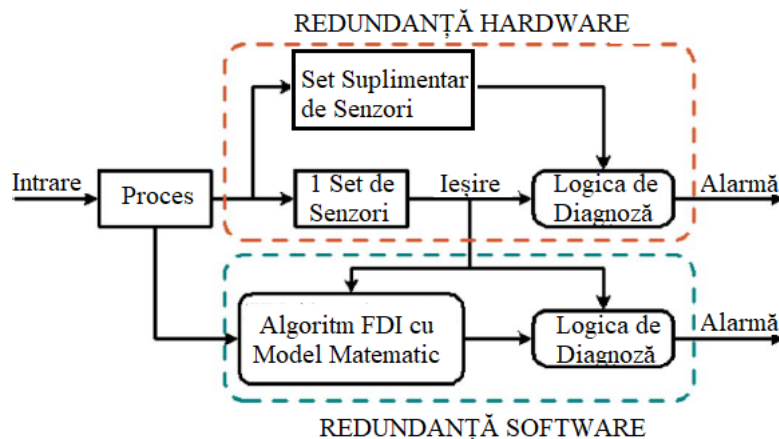 REDUNDANȚĂ HARDWARE
Set Suplimentar
de Senzori
Intrare
Proces
1 Set de
Senzori
Ieșire
Logica de
Diagnoză
Alarmă
Algoritm FDI cu
Model Matematic
Logica de
Diagnoză
Alarmă
REDUNDANȚĂ SOFTWARE